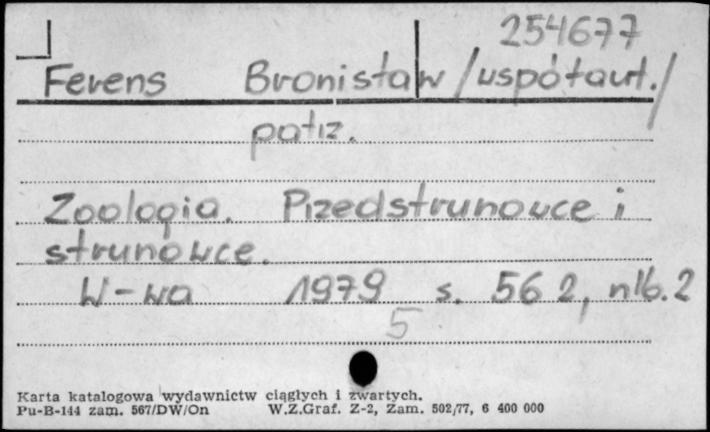 254677
Ferens Bronisław /współaut./
patrz.
Zoologia. Przedstrunowce i
strunowce.
W-wa 1979 s. 562, nlb. 2
5
Karta katalogowa wydawnictw ciągłych i zwartych.
Pu-B-144 zam. 567/DW/On W.Z.Graf. Z-2, Zam. 502/77, 6 400 000